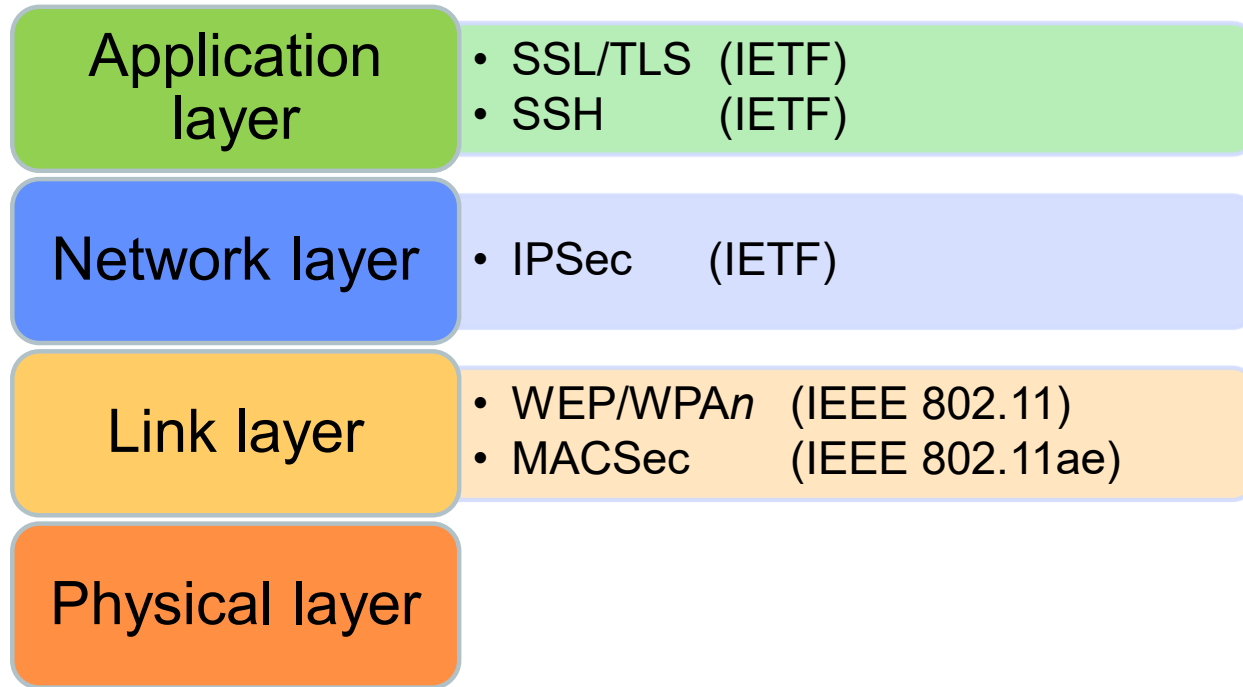 Application
layer
• SSL/TLS (IETF)
• SSH (IETF)
Network layer
• IPSec (IETF)
Link layer
• WEP/WPAn (IEEE 802.11)
• MACSec (IEEE 802.11ae)
Physical layer